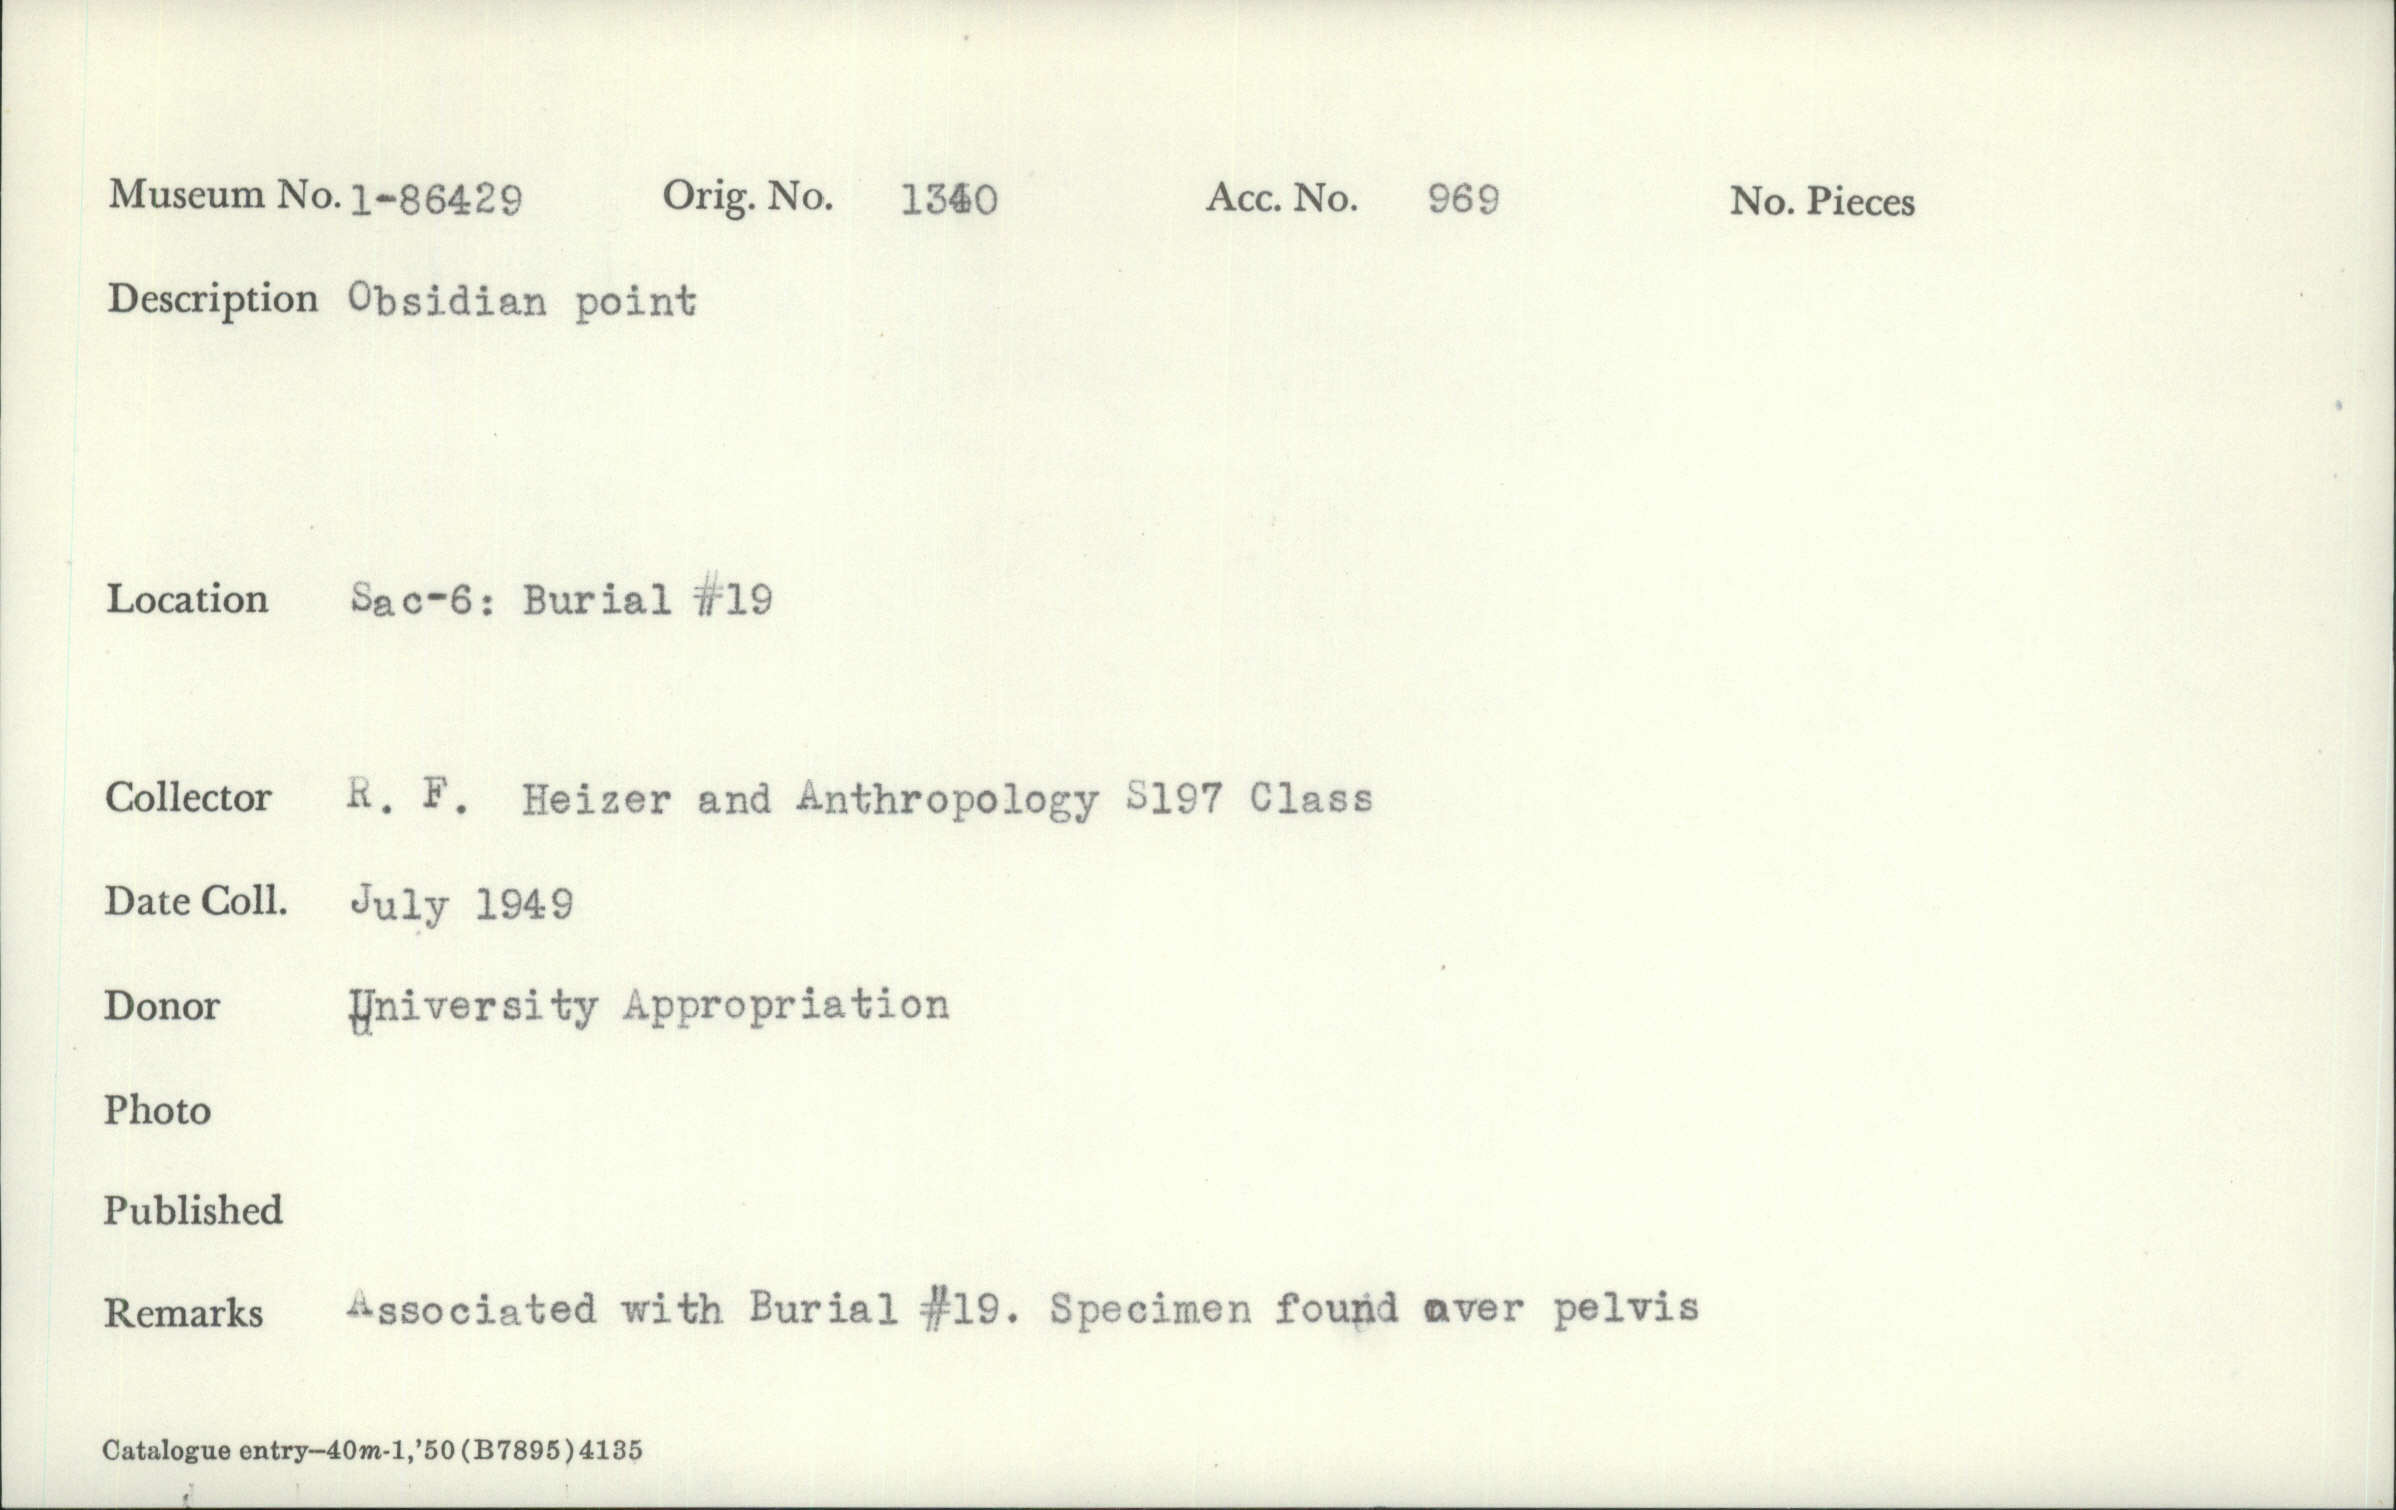 Museum No. 1-86429 Orig. No. 1340 Acc. No. 969 No. Pieces
Description Obsidian point
Location Sac-6: Burial #19
Collector R. F. Heizer and Anthropology S197 Class
Date Coll. July 1949
Donor University Appropriation
Photo
Published
Remarks Associated with Burial #19. Specimen found over pelvis
Catalogue entry—40m-1,'50(B7895)4135